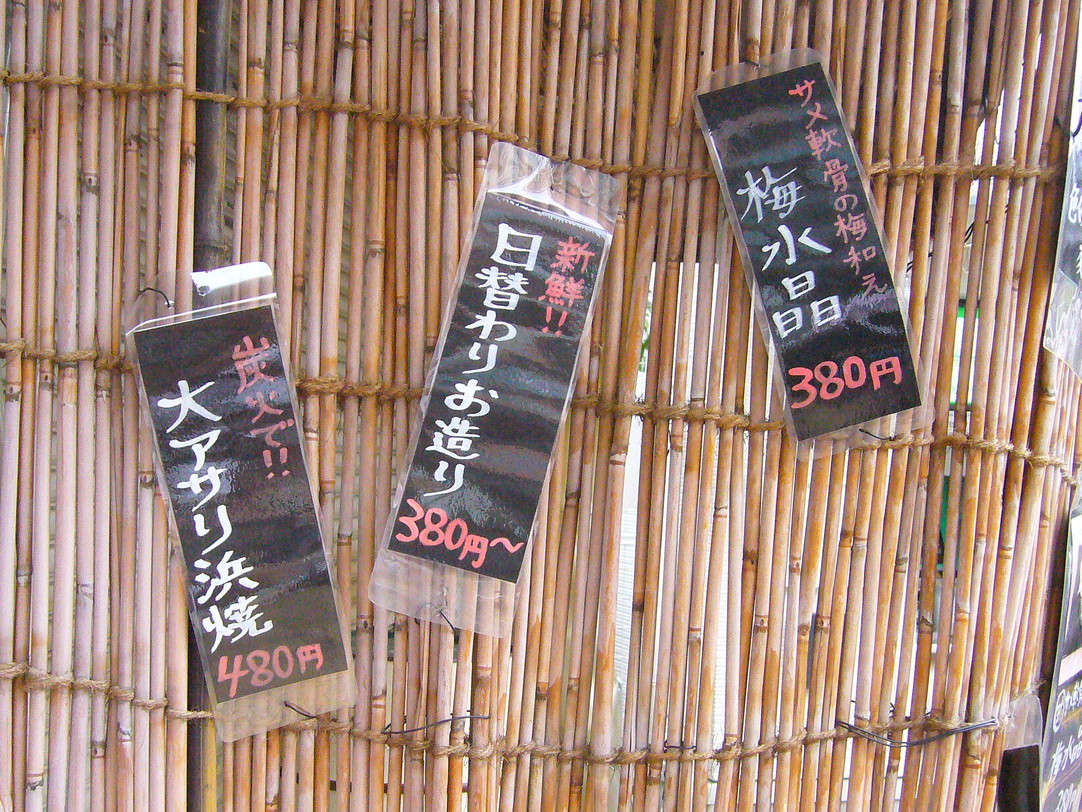 炭火で!!
大アサリ浜焼
480円
新鮮!!
日替わりお造り
380円〜
サメ軟骨の梅和え
梅水晶
380円